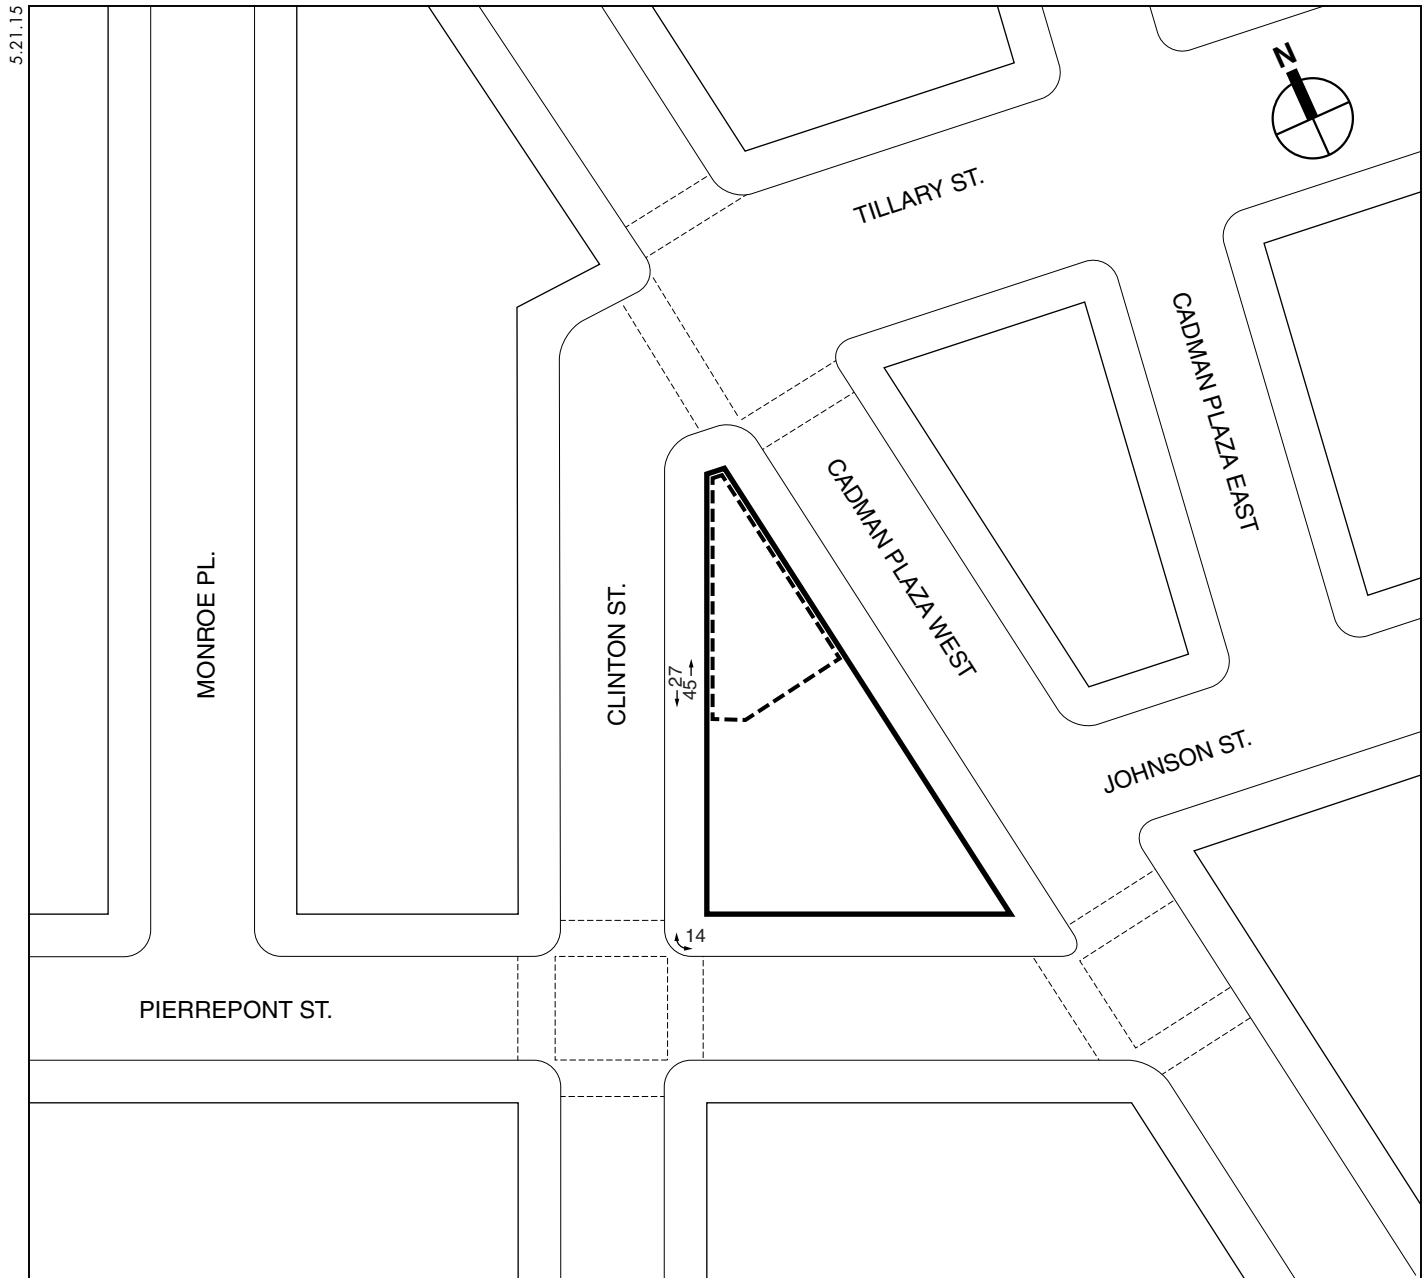 5.21.15
N
TILLARY ST.
CADMAN PLAZA EAST
CADMAN PLAZA WEST
MONROE PL.
CLINTON ST.
27
45
JOHNSON ST.
14
PIERREPONT ST.